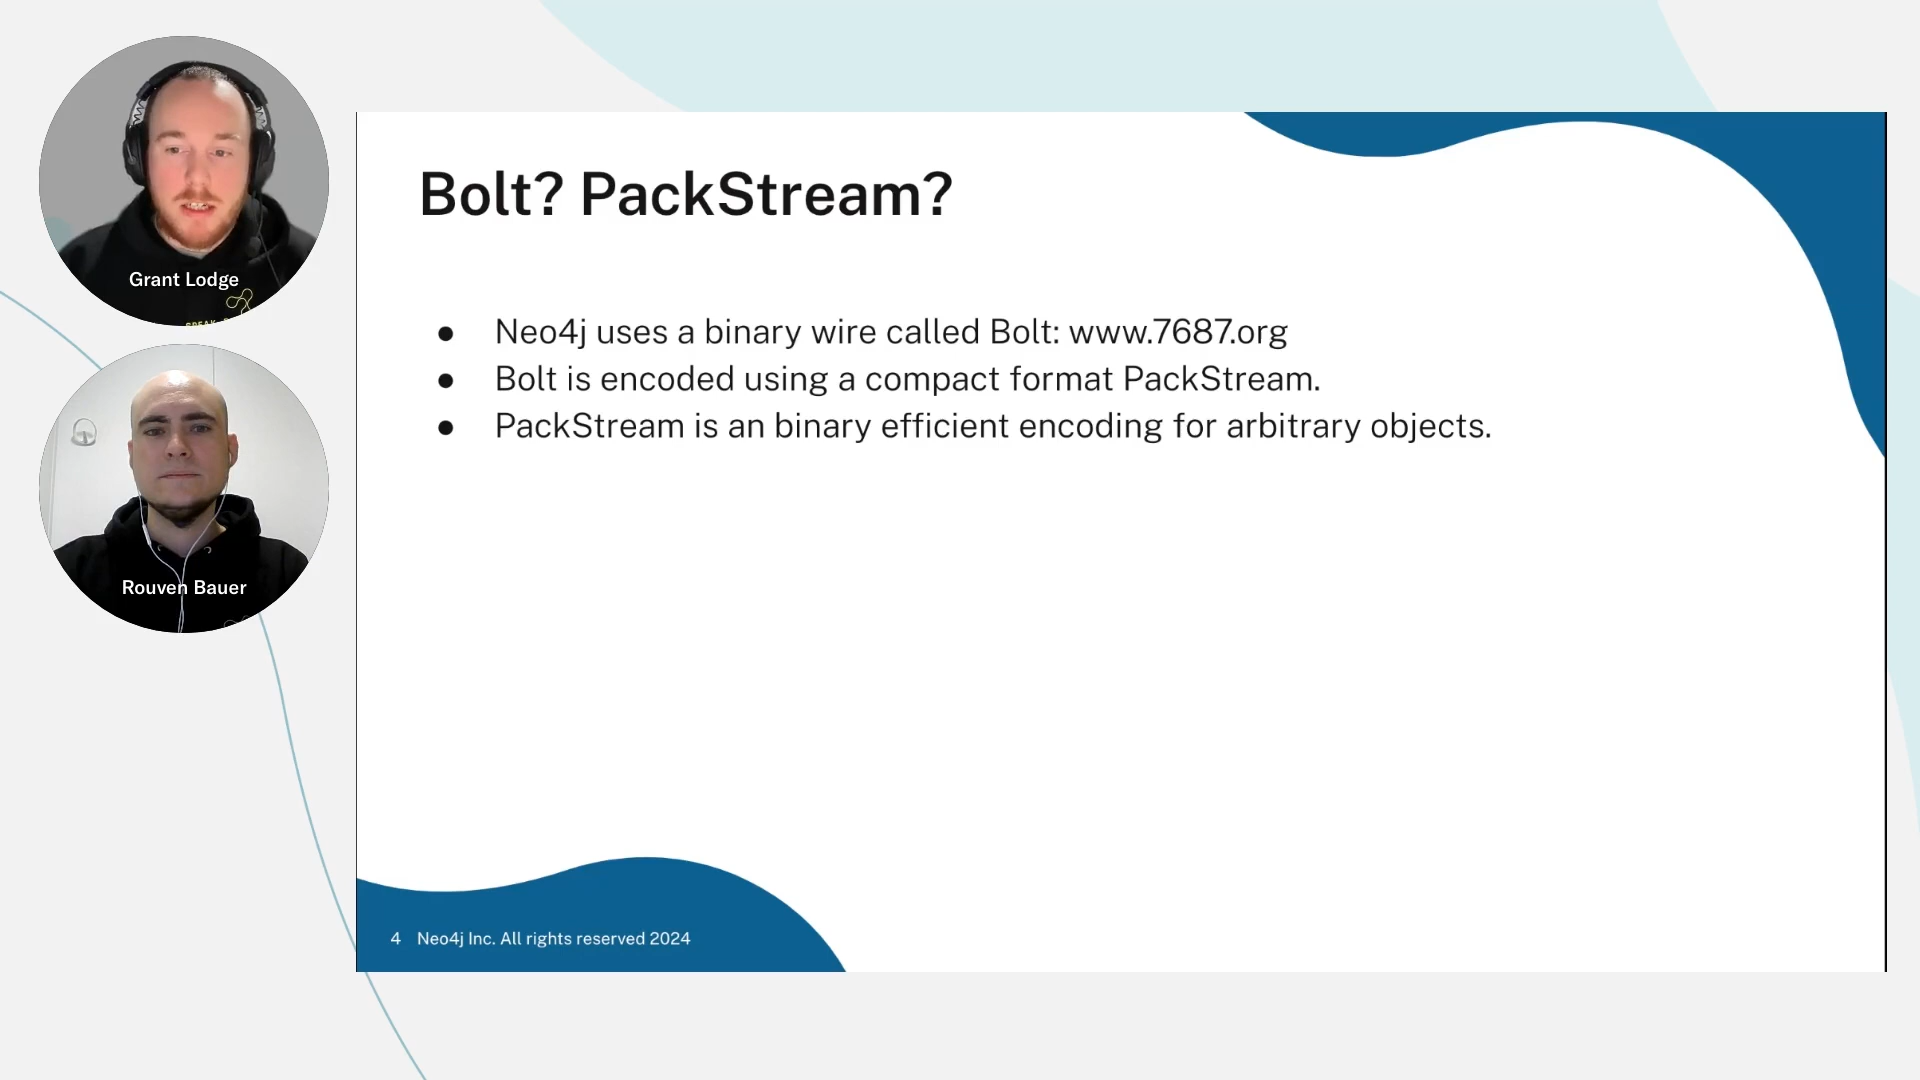 Grant Lodge
Rouven Bauer
Bolt? PackStream?
● Neo4j uses a binary wire called Bolt: www.7687.org
● Bolt is encoded using a compact format PackStream.
● PackStream is an binary efficient encoding for arbitrary objects.
4 Neo4j Inc. All rights reserved 2024